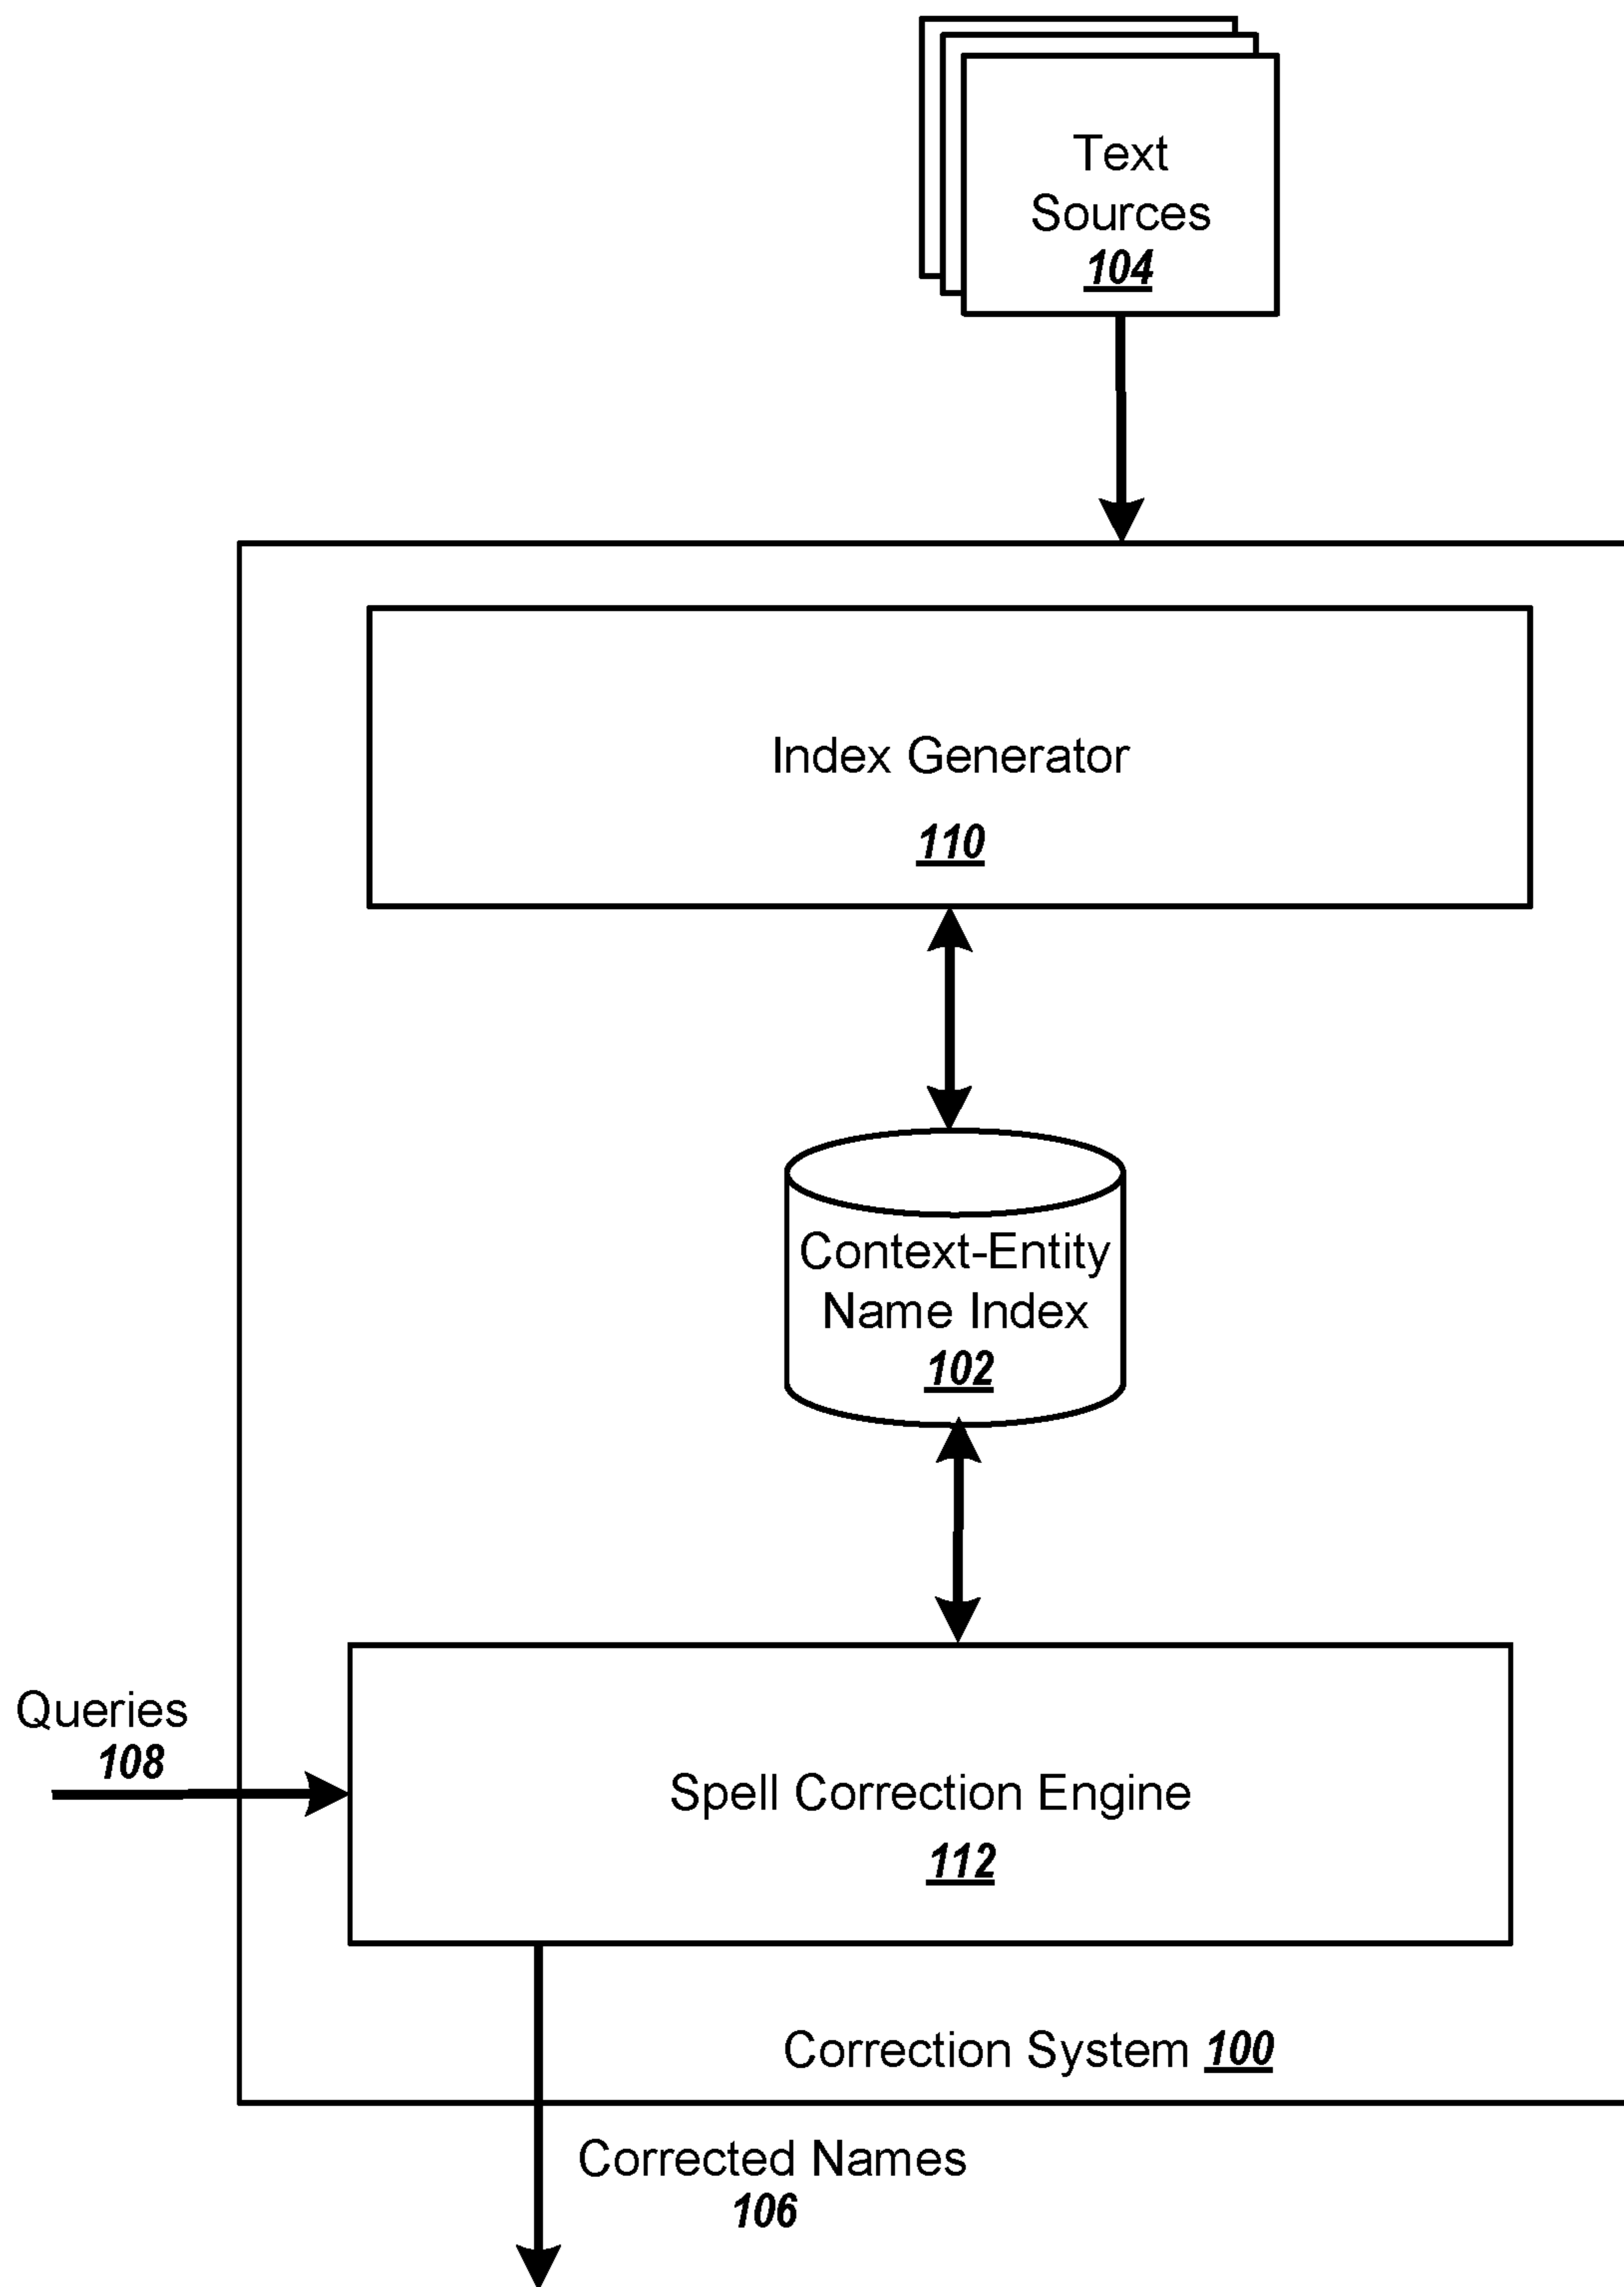 Text
Sources
104
Index Generator
110
Context-Entity
Name Index
102
Queries
108
Spell Correction Engine
112
Correction System 100
Corrected Names
106